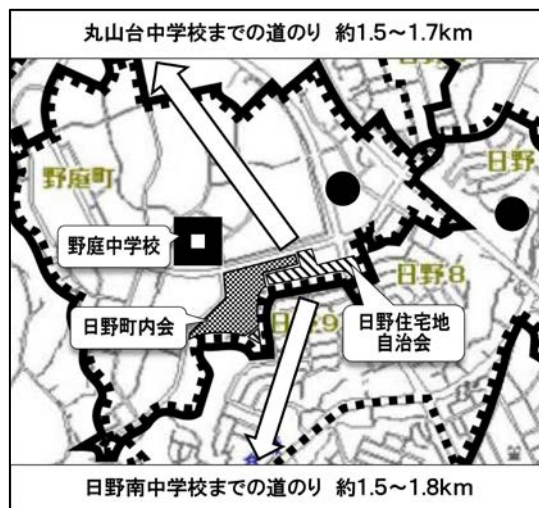 丸山台中学校までの道のり 約1.5～1.7km
野庭町
日野
野庭中学校
日野8
日野町内会
日野住宅地
自治会
日野南中学校までの道のり 約1.5～1.8km